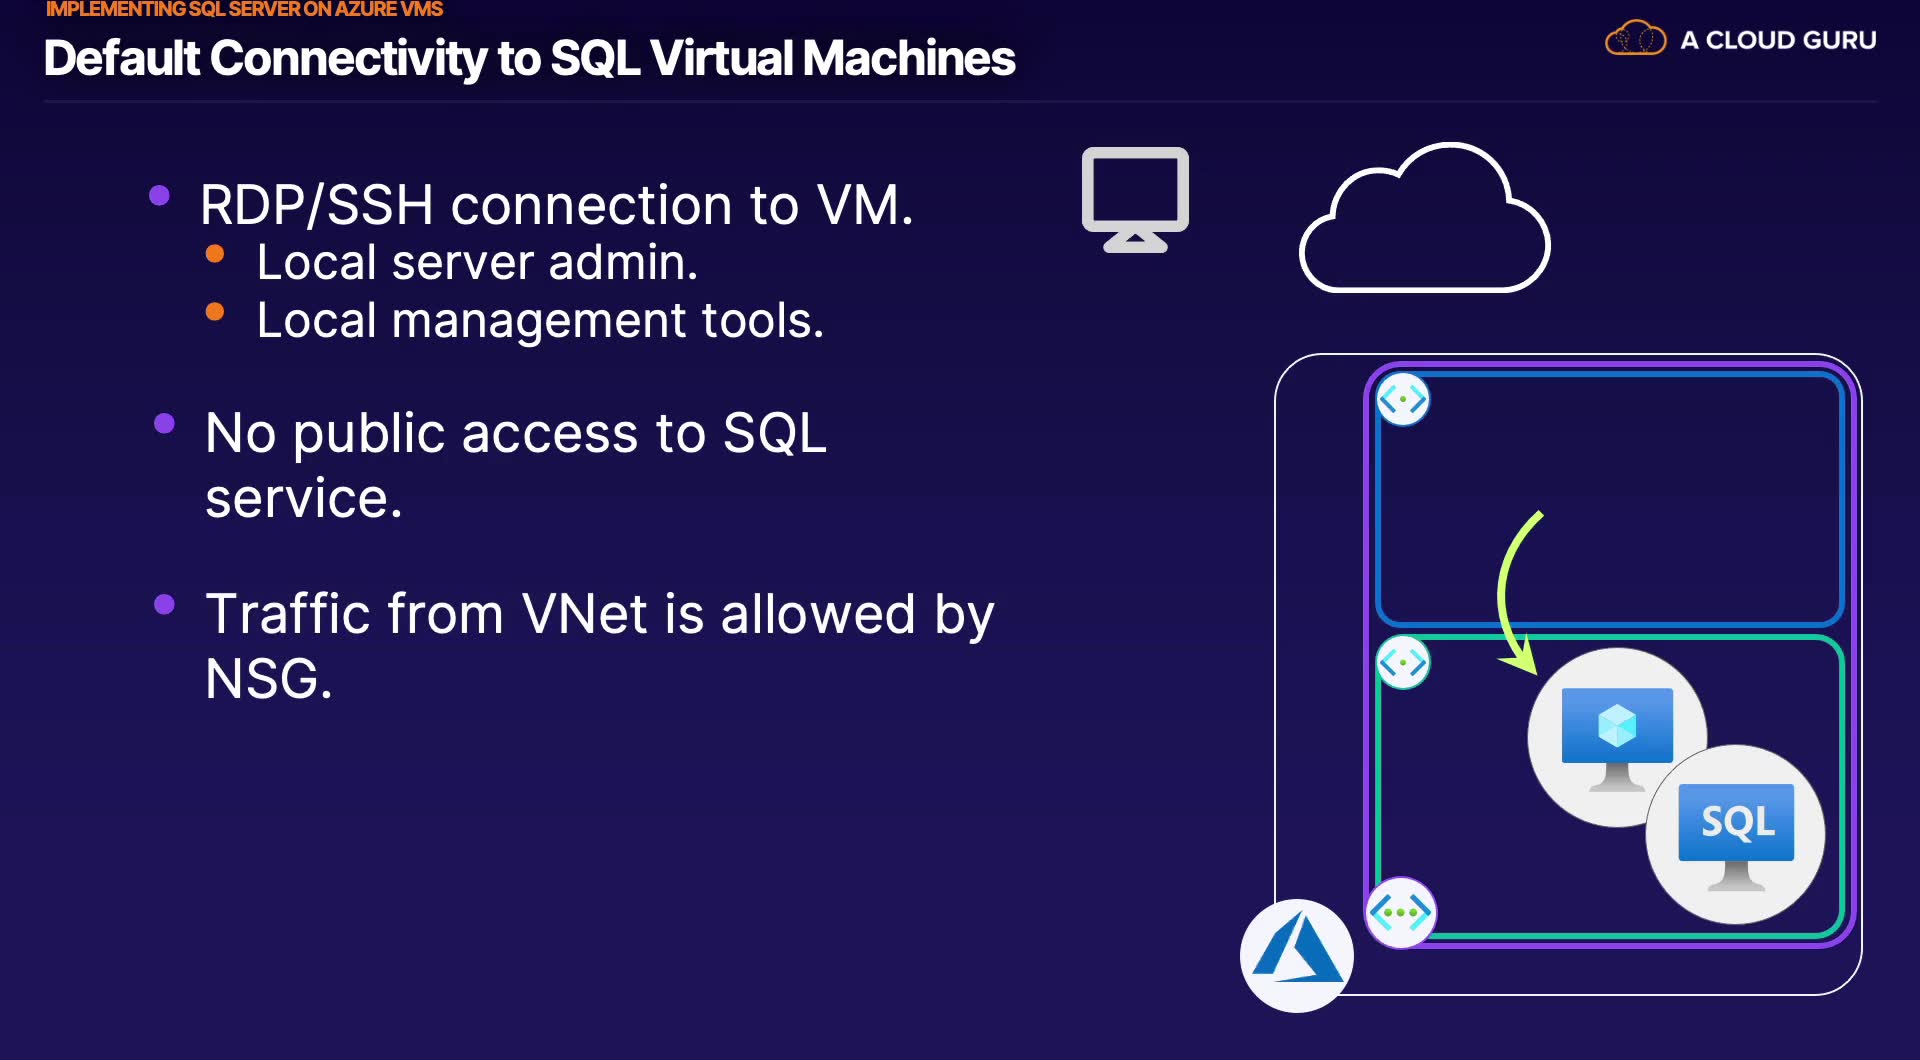 IMPLEMENTING SQL SERVER ON AZURE VMS
Default Connectivity to SQL Virtual Machines
A CLOUD GURU
RDP/SSH connection to VM.
Local server admin.
Local management tools.
No public access to SQL
service.
Traffic from VNet is allowed by
NSG.
SQL